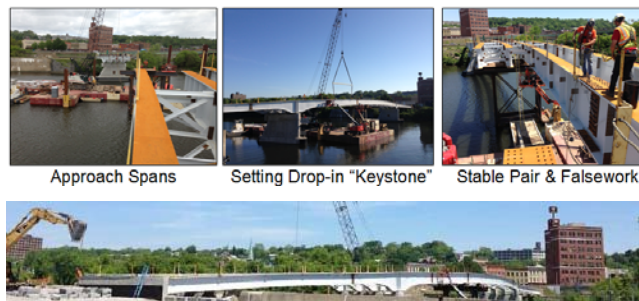 Approach Spans
Setting Drop-in "Keystone"
Stable Pair & Falsework